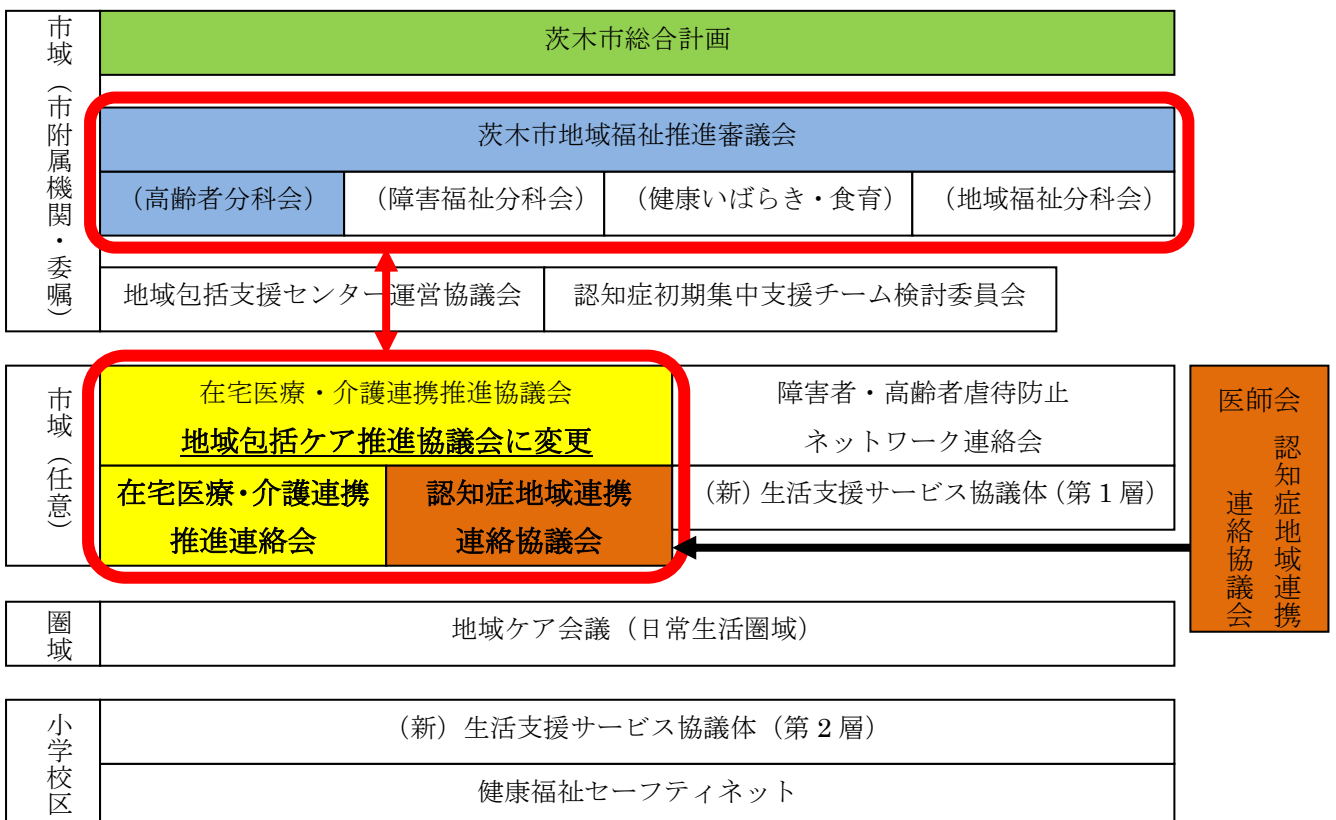 市域（市附属機関・委嘱）
茨木市総合計画
茨木市地域福祉推進審議会
（高齢者分科会）
（障害福祉分科会）
（健康いばらき・食育）
（地域福祉分科会）
地域包括支援センター運営協議会
認知症初期集中支援チーム検討委員会
市域（任意）
在宅医療・介護連携推進協議会
地域包括ケア推進協議会に変更
在宅医療・介護連携
推進連絡会
認知症地域連携
連絡協議会
障害者・高齢者虐待防止
ネットワーク連絡会
（新）生活支援サービス協議体（第１層）
医師会
認知症地域連携
連絡協議会
圏域
地域ケア会議（日常生活圏域）
小学校区
（新）生活支援サービス協議体（第２層）
健康福祉セーフティネット